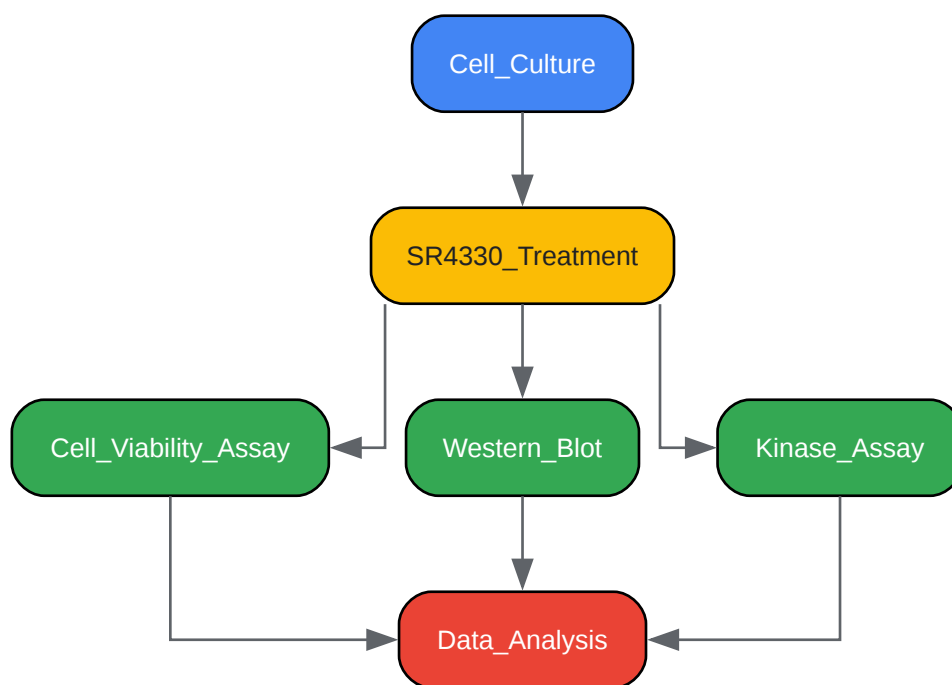 Cell_Culture
SR4330_Treatment
Cell_Viability_Assay
Western_Blot
Kinase_Assay
Data_Analysis